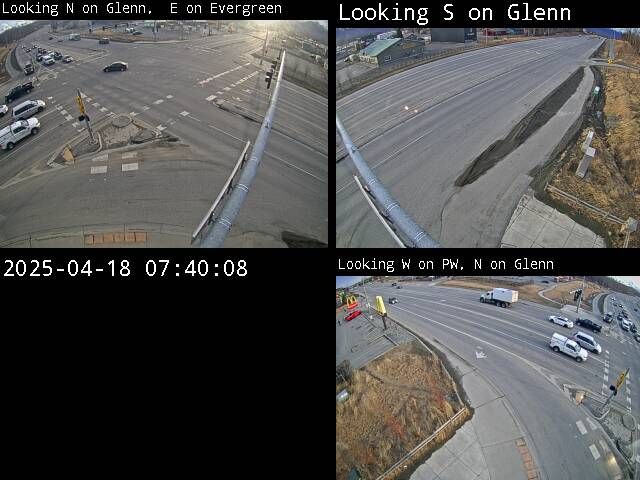 Looking N on Glenn,  E on Evergreen
Looking S on Glenn
2025-04-18 07:40:08
Looking W on PW, N on Glenn